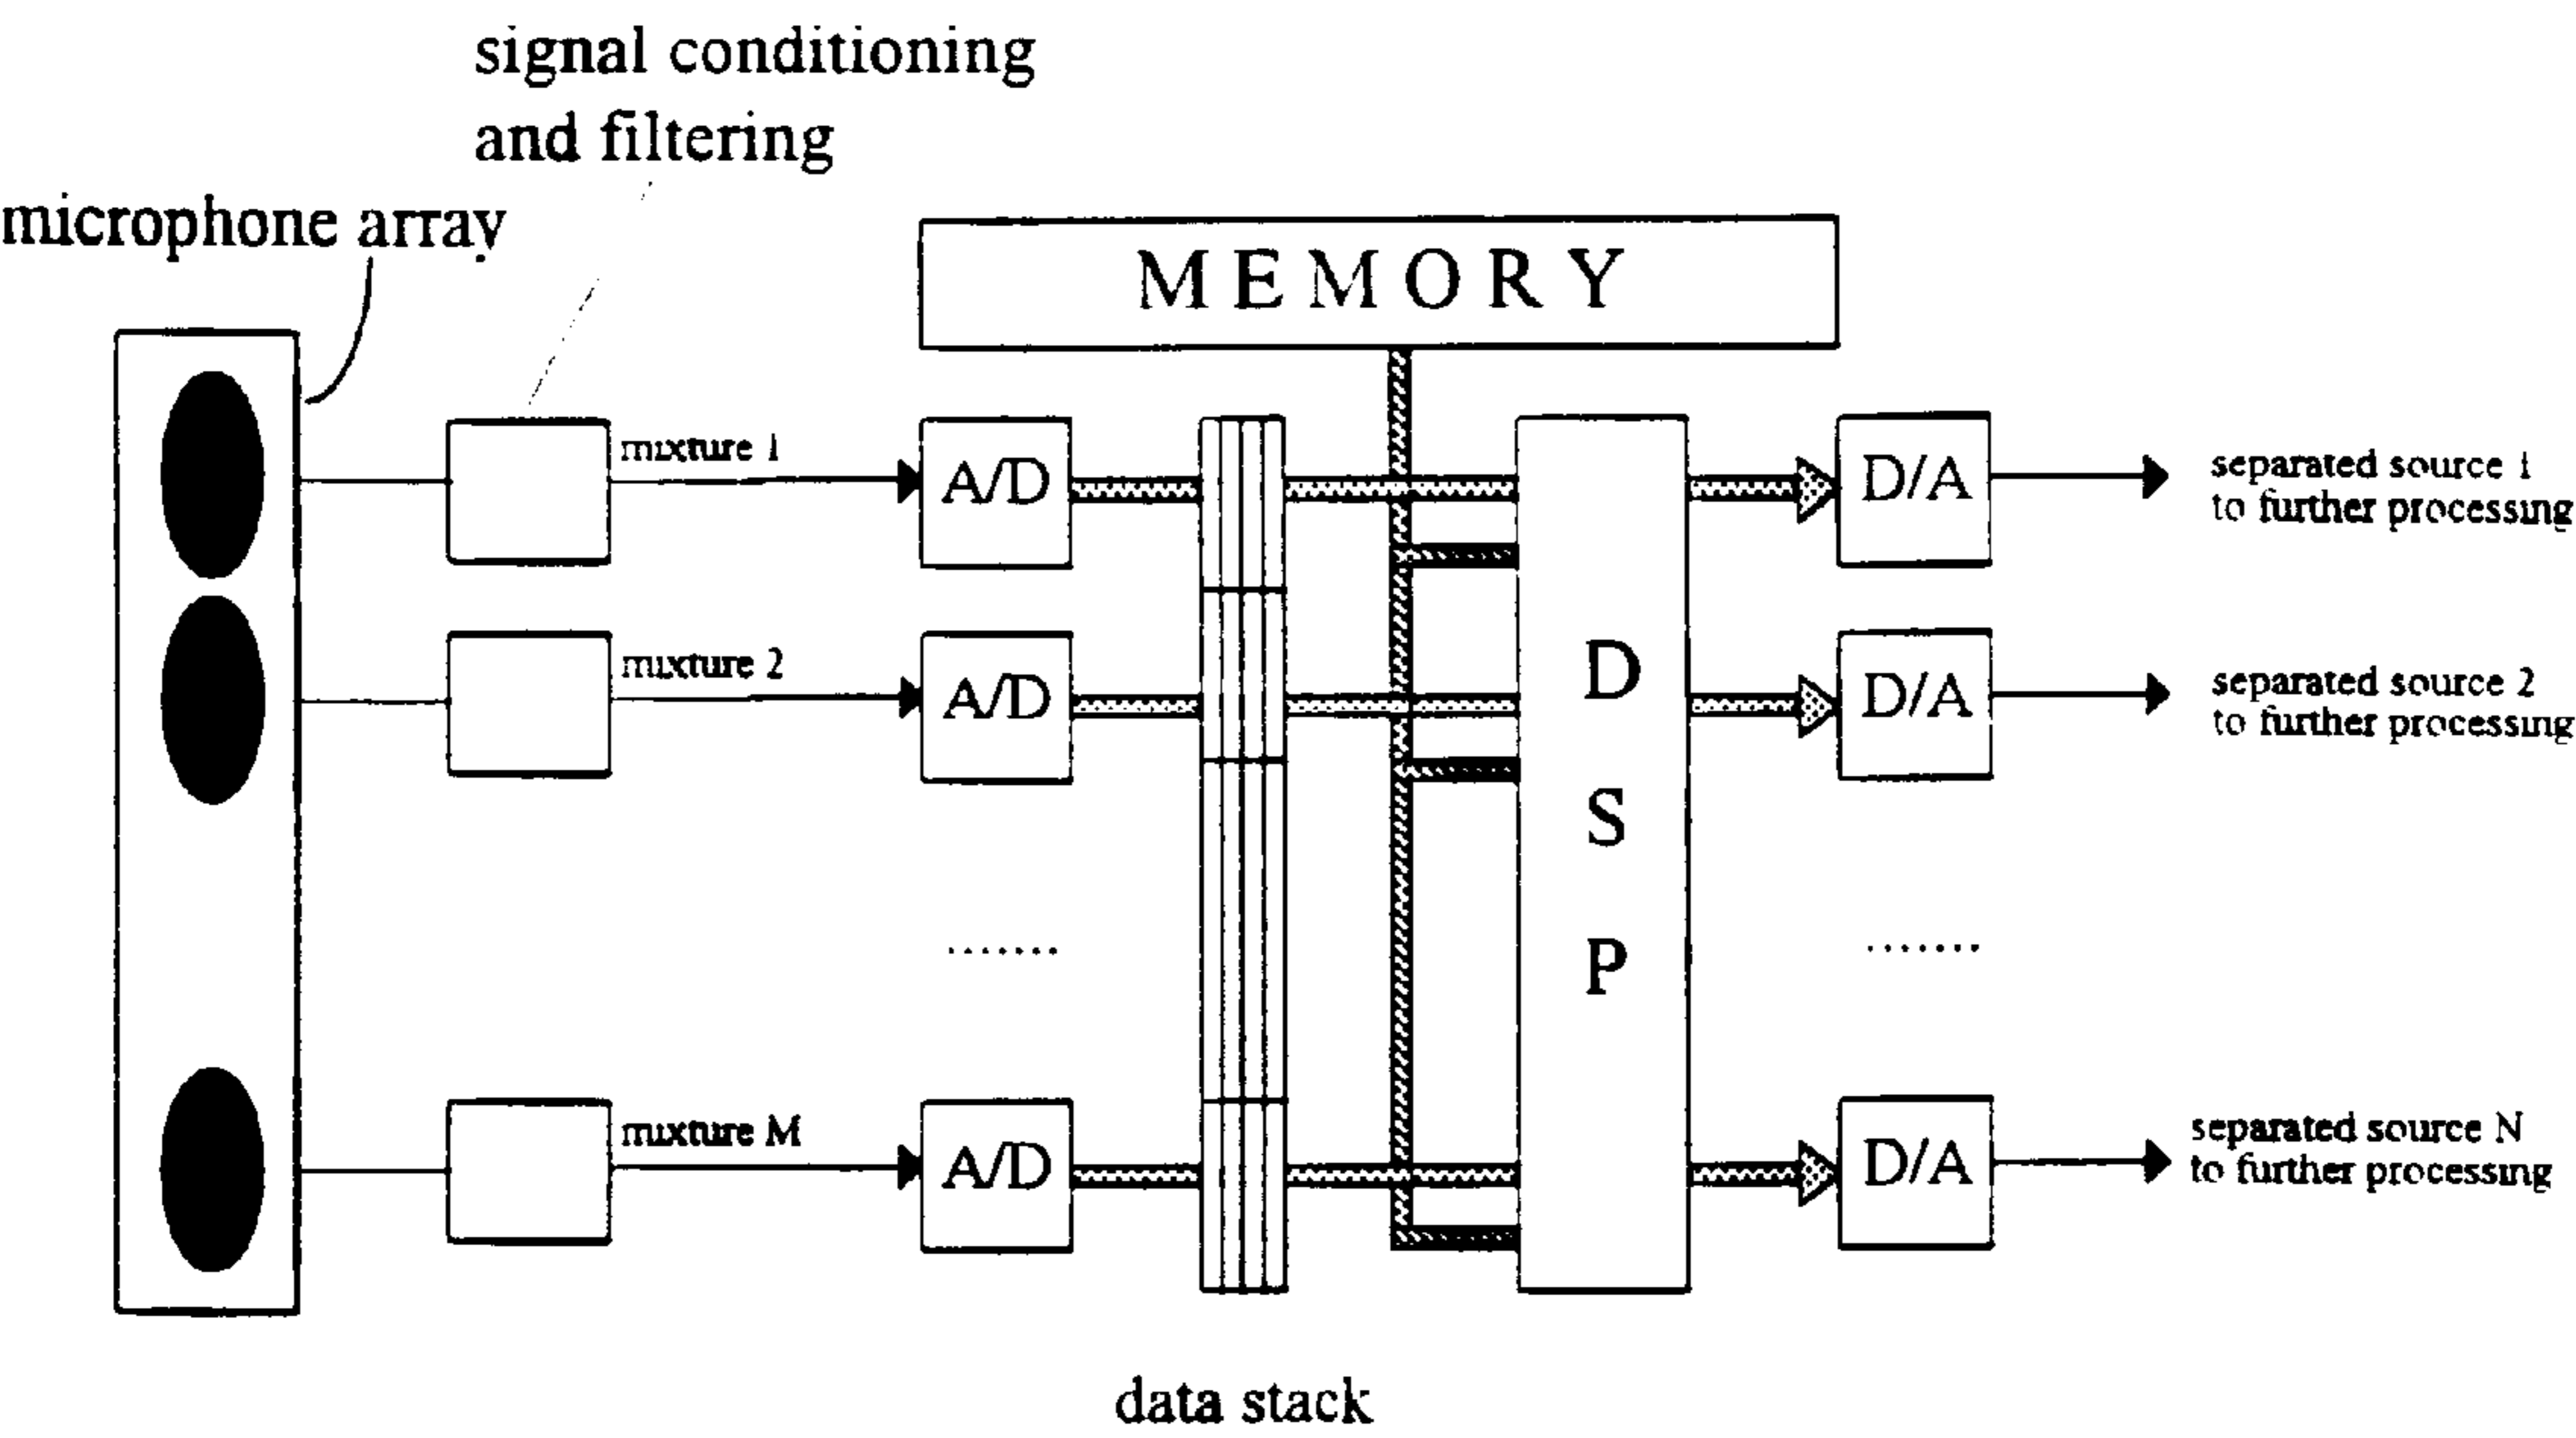 signal conditioning
and filtering
microphone array
M E M O R Y
mixture 1
A/D
D/A
separated source 1
to further processing
mixture 2
A/D
D/A
separated source 2
to further processing
D
S
P
.......
.......
mixture M
A/D
D/A
separated source N
to further processing
data stack